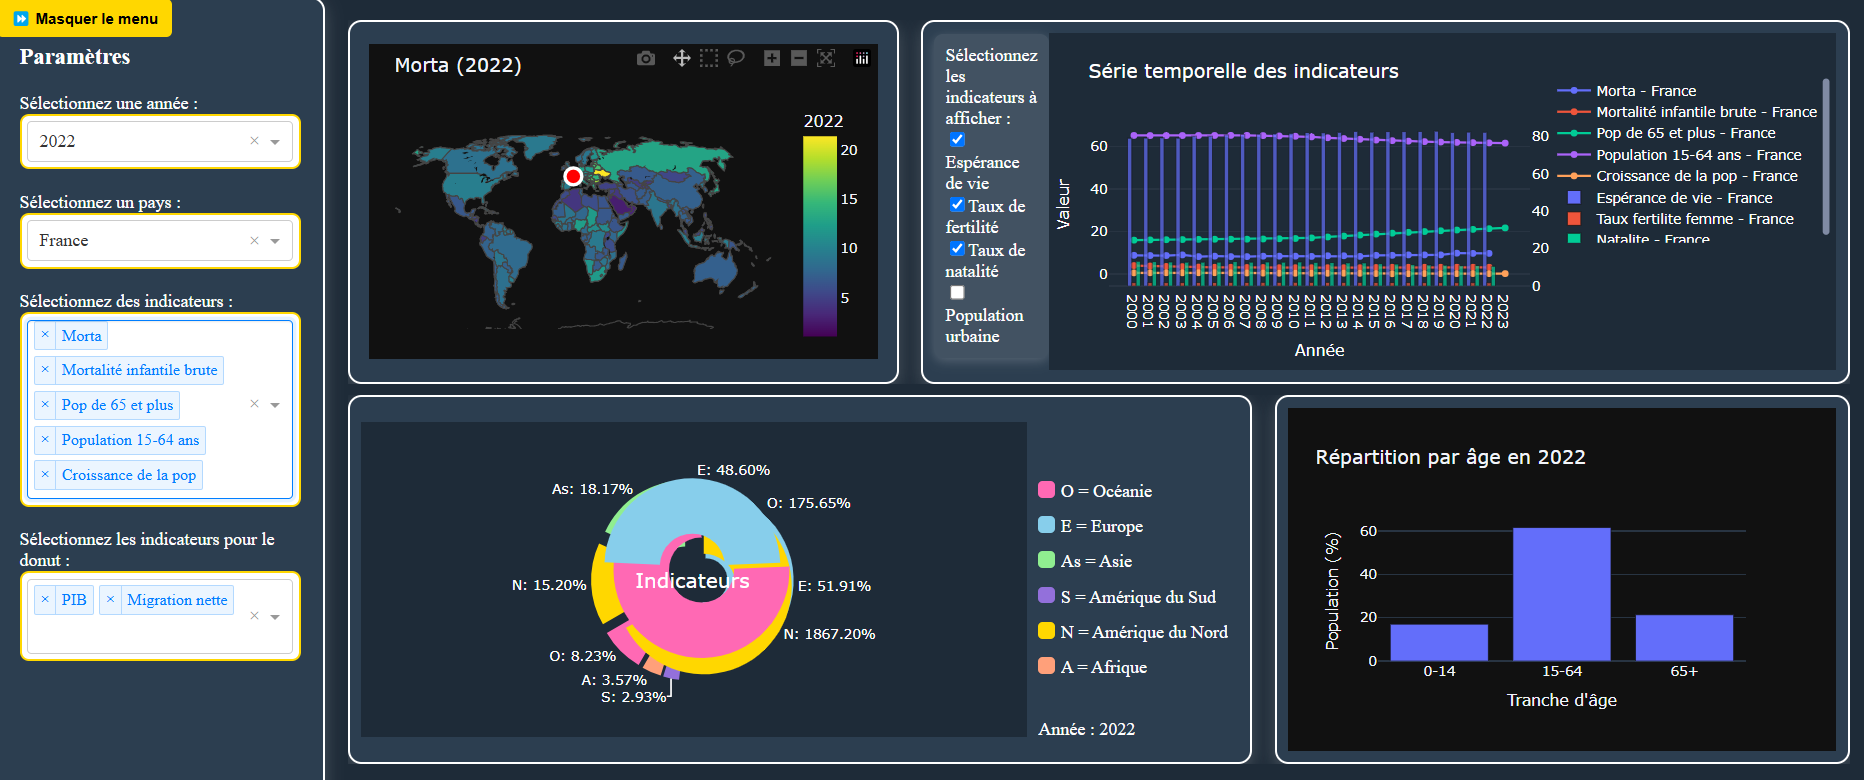 ⏩ Masquer le menu
Paramètres
Sélectionnez une année :
2022
Sélectionnez un pays :
France
Sélectionnez des indicateurs :
× Morta
× Mortalité infantile brute
× Pop de 65 et plus
× Population 15-64 ans
× Croissance de la pop
Sélectionnez les indicateurs pour le
donut :
× PIB × Migration nette
Morta (2022)
2022
20
15
10
5
Sélectionnez
les
indicateurs à
afficher :
Espérance
de vie
Taux de
fertilité
Taux de
natalité
Population
urbaine
Série temporelle des indicateurs
Valeur
60
40
20
0
80
60
40
20
0
2000
2001
2002
2003
2004
2005
2006
2007
2008
2009
2010
2011
2012
2013
2014
2015
2016
2017
2018
2019
2020
2021
2022
2023
Année
Morta - France
Mortalité infantile brute - France
Pop de 65 et plus - France
Population 15-64 ans - France
Croissance de la pop - France
Espérance de vie - France
Taux fertilite femme - France
Natalite - France
E: 48.60%
As: 18.17%
O: 175.65%
N: 15.20%
Indicateurs
E: 51.91%
N: 1867.20%
O: 8.23%
A: 3.57%
S: 2.93%
O = Océanie
E = Europe
As = Asie
S = Amérique du Sud
N = Amérique du Nord
A = Afrique
Année : 2022
Répartition par âge en 2022
Population (%)
60
40
20
0
0-14
15-64
65+
Tranche d'âge